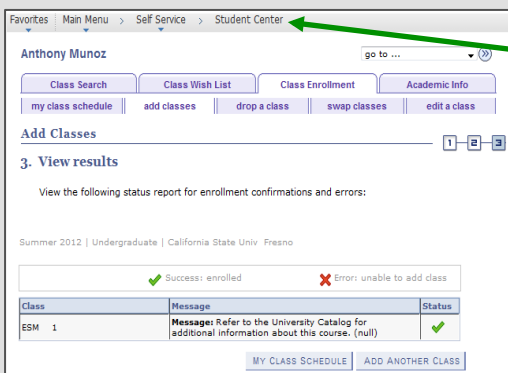 Favorites Main Menu > Self Service > Student Center
Anthony Munoz
go to ...
Class Search Class Wish List Class Enrollment Academic Info
my class schedule add classes drop a class swap classes edit a class
Add Classes
1 2 3
3. View results
View the following status report for enrollment confirmations and errors:
Summer 2012 | Undergraduate | California State Univ Fresno
Success: enrolled Error: unable to add class
Class Message Status
ESM 1 Message: Refer to the University Catalog for
additional information about this course. (null)
MY CLASS SCHEDULE ADD ANOTHER CLASS